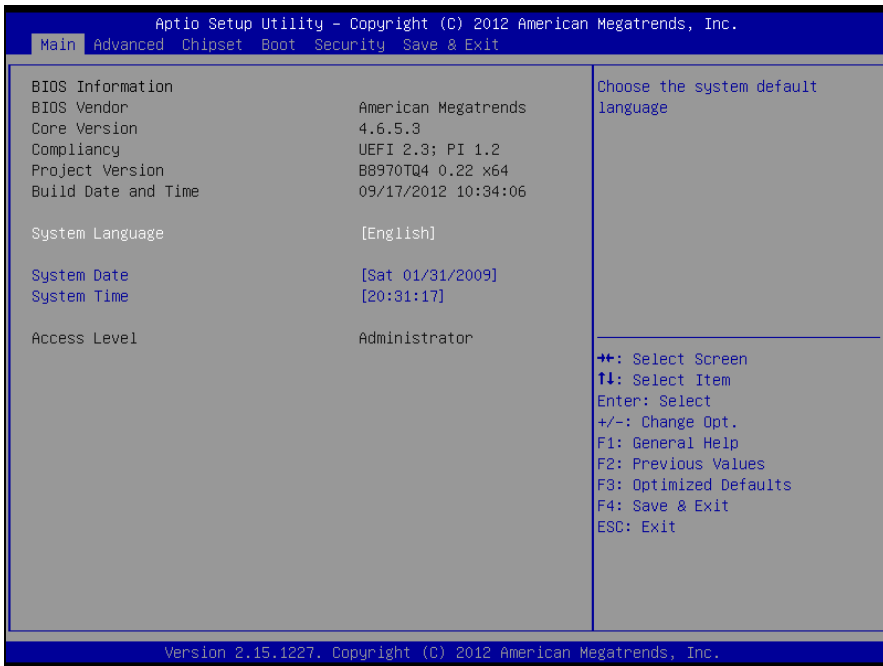 Aptio Setup Utility – Copyright (C) 2012 American Megatrends, Inc.
Main Advanced Chipset Boot Security Save & Exit
BIOS Information
BIOS Vendor American Megatrends
Core Version 4.6.5.3
Compliancy UEFI 2.3; PI 1.2
Project Version B8970TQ4 0.22 x64
Build Date and Time 09/17/2012 10:34:06
System Language [English]
System Date [Sat 01/31/2009]
System Time [20:31:17]
Access Level Administrator
Choose the system default
language
→←: Select Screen
↑↓: Select Item
Enter: Select
+/-: Change Opt.
F1: General Help
F2: Previous Values
F3: Optimized Defaults
F4: Save & Exit
ESC: Exit
Version 2.15.1227. Copyright (C) 2012 American Megatrends, Inc.